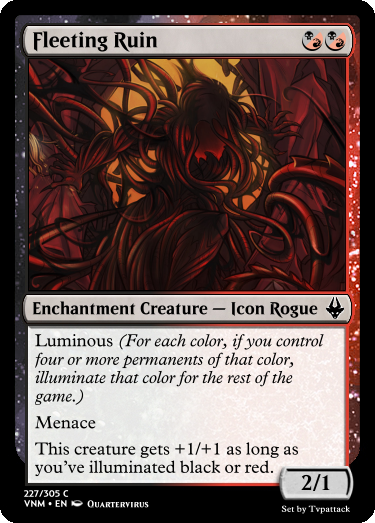 Fleeting Ruin
Enchantment Creature — Icon Rogue
Luminous (For each color, if you control
four or more permanents of that color,
illuminate that color for the rest of the
game.)
Menace
This creature gets +1/+1 as long as
you've illuminated black or red.
2/1
227/305 C
VNM • EN Quartervirus
Set by Tvpattack